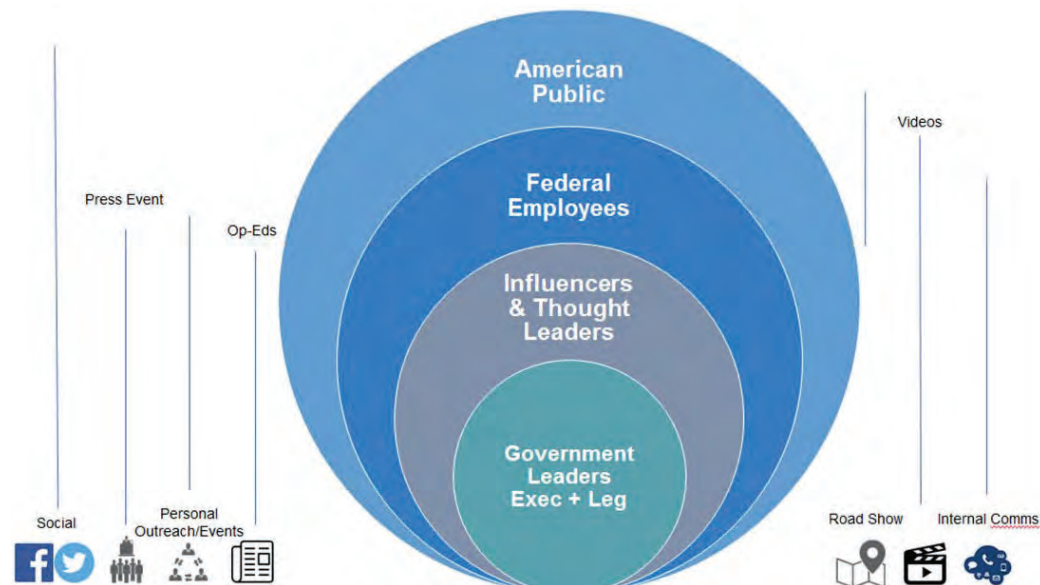 American
Public
Videos
Federal
Employees
Press Event
Op-Eds
Influencers
& Thought
Leaders
Government
Leaders
Exec + Leg
Social
Personal
Outreach/Events
Road Show
Internal Comms